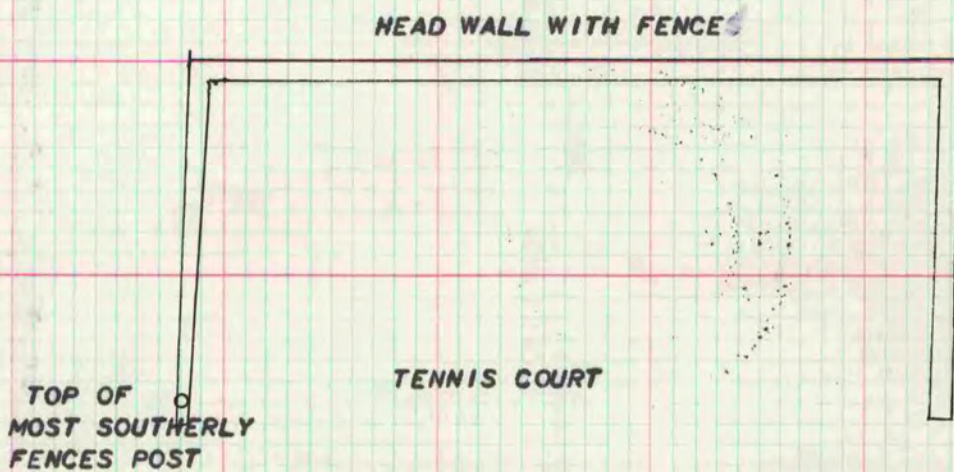 HEAD WALL WITH FENCES
TENNIS COURT
TOP OF
MOST SOUTHERLY
FENCES POST